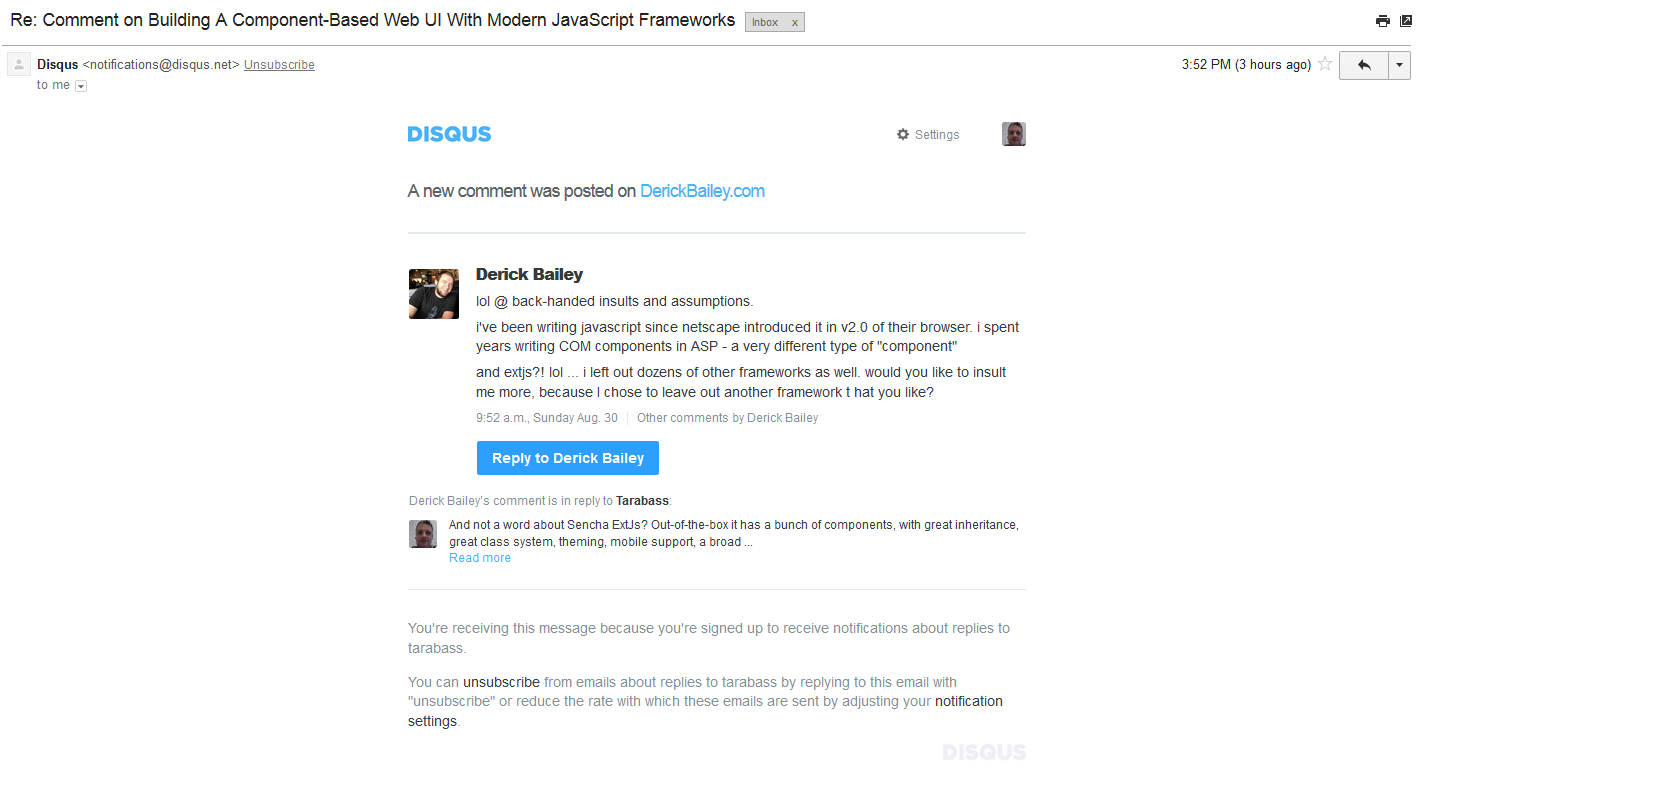 Re: Comment on Building A Component-Based Web UI With Modern JavaScript Frameworks Inbox x
Disqus <notifications@disqus.net> Unsubscribe 3:52 PM (3 hours ago)
to me
DISQUS Settings
A new comment was posted on DerickBailey.com
Derick Bailey
lol @ back-handed insults and assumptions.
i've been writing javascript since netscape introduced it in v2.0 of their browser. i spent
years writing COM components in ASP - a very different type of "component"
and extjs?! lol ... i left out dozens of other frameworks as well. would you like to insult
me more, because I chose to leave out another framework t hat you like?
9:52 a.m., Sunday Aug. 30 Other comments by Derick Bailey
Reply to Derick Bailey
Derick Bailey's comment is in reply to Tarabass:
And not a word about Sencha ExtJs? Out-of-the-box it has a bunch of components, with great inheritance,
great class system, theming, mobile support, a broad ...
Read more
You're receiving this message because you're signed up to receive notifications about replies to
tarabass.
You can unsubscribe from emails about replies to tarabass by replying to this email with
"unsubscribe" or reduce the rate with which these emails are sent by adjusting your notification
settings.
DISQUS